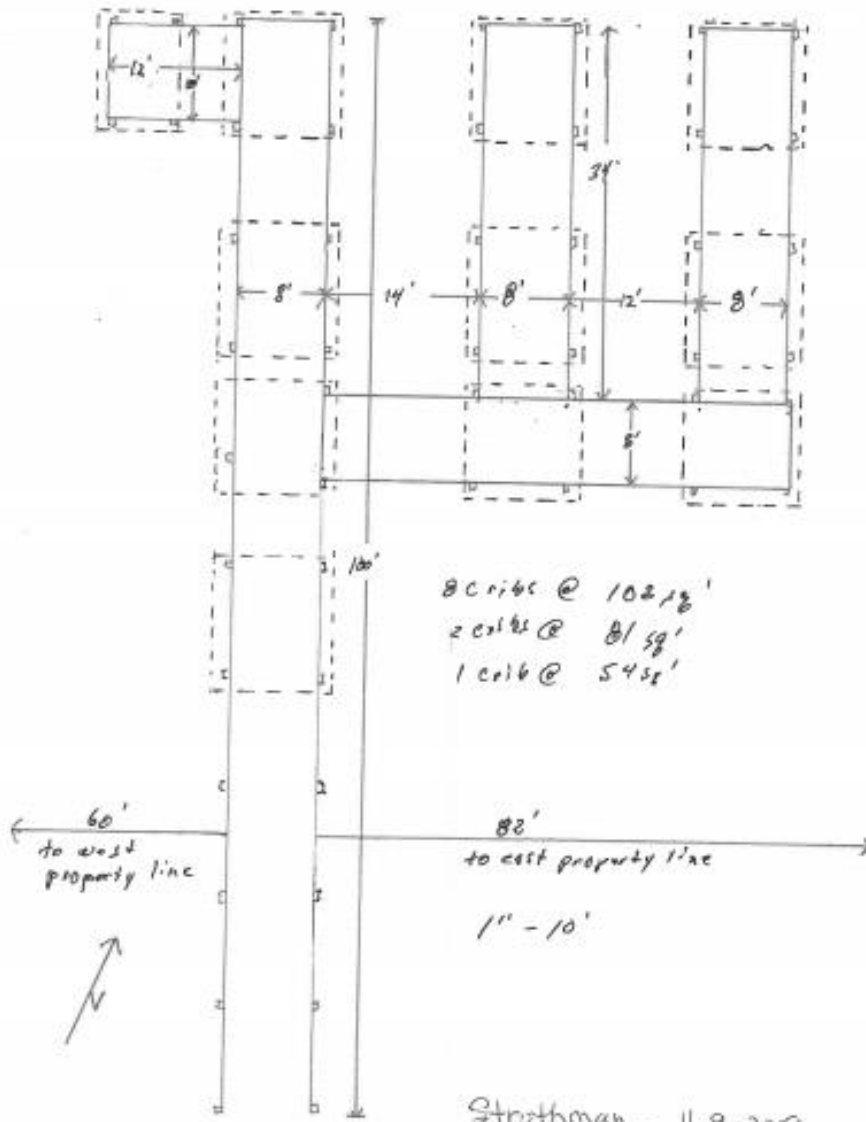 12'
8'
34'
8'
14'
8'
12'
8'
8'
100'
8 cribs @ 102 sq'
2 cribs @ 81 sq'
1 crib @ 54 sq'
60'
to west
property line
82'
to east property line
1" - 10'
N
Strothman